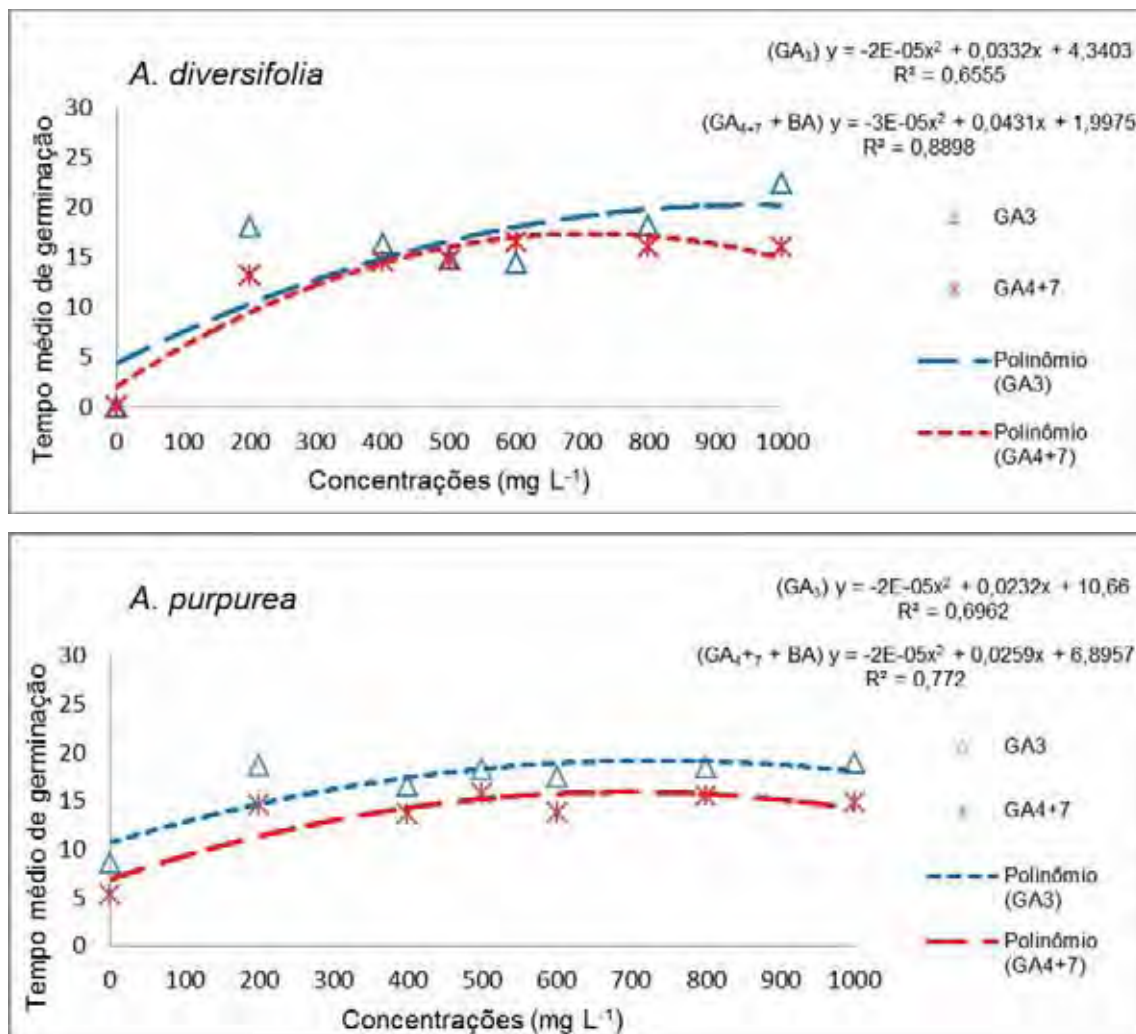 A. diversifolia
(GA₃) y = -2E-05x² + 0,0332x + 4,3403
R² = 0,6555
(GA₄₊₇ + BA) y = -3E-05x² + 0,0431x + 1,9975
R² = 0,8898
Tempo médio de germinação
30
25
20
15
10
5
0
0 100 200 300 400 500 600 700 800 900 1000
Concentrações (mg L⁻¹)
GA3
GA4+7
Polinômio
(GA3)
Polinômio
(GA4+7)
A. purpurea
(GA₃) y = -2E-05x² + 0,0232x + 10,66
R² = 0,6962
(GA₄+₇ + BA) y = -2E-05x² + 0,0259x + 6,8957
R² = 0,772
Tempo médio de germinação
30
25
20
15
10
5
0
0 100 200 300 400 500 600 700 800 900 1000
Concentrações (mg L⁻¹)
GA3
GA4+7
Polinômio
(GA3)
Polinômio
(GA4+7)